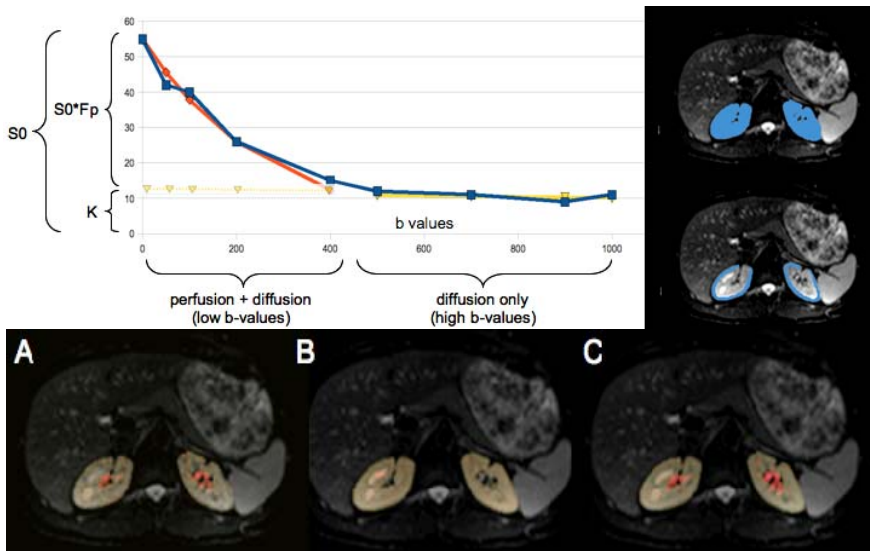 60
50
40
30
20
10
0
S0
S0*Fp
K
b values
0
200
400
600
800
1000
perfusion + diffusion
(low b-values)
diffusion only
(high b-values)
A
B
C